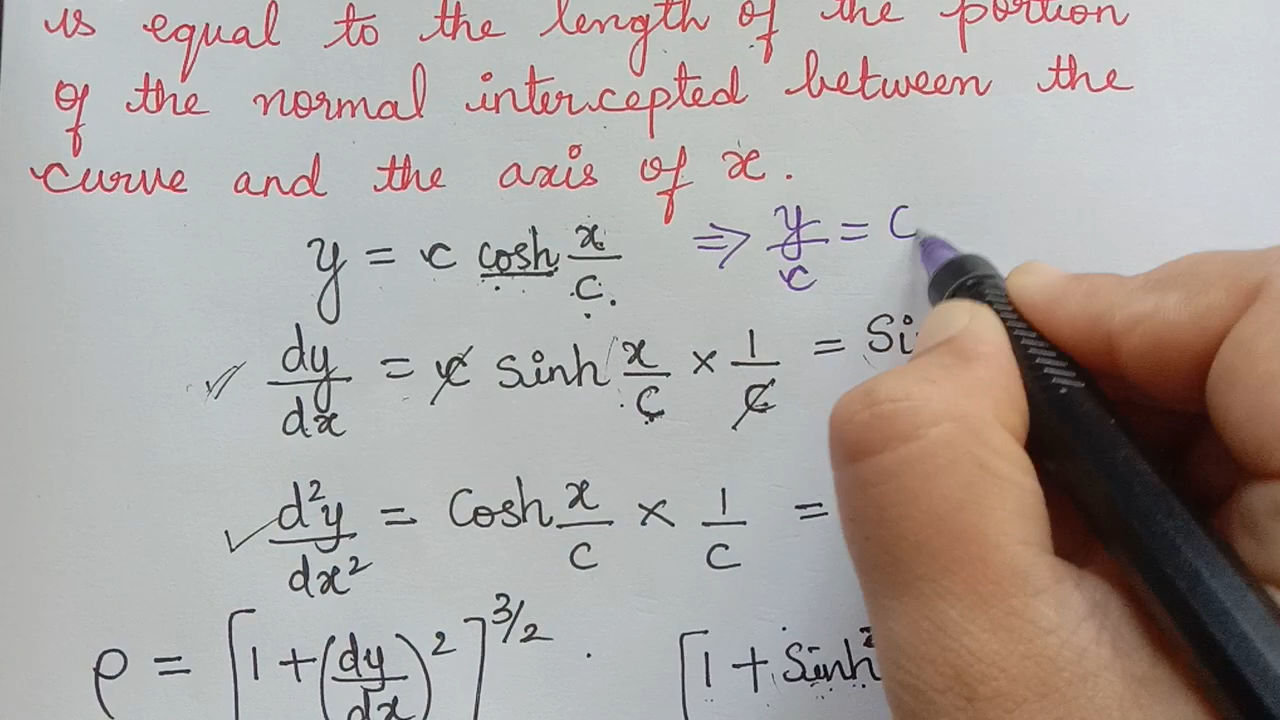 is equal to the length of the portion
of the normal intercepted between the
curve and the axis of x.
y = c cosh x/c ⇒ y/c = C
dy/dx = c sinh x/c × 1/c = Si
d²y/dx² = Cosh x/c × 1/c =
ρ = [1 + (dy/dx)²]^3/2 . [1 + Sinh²